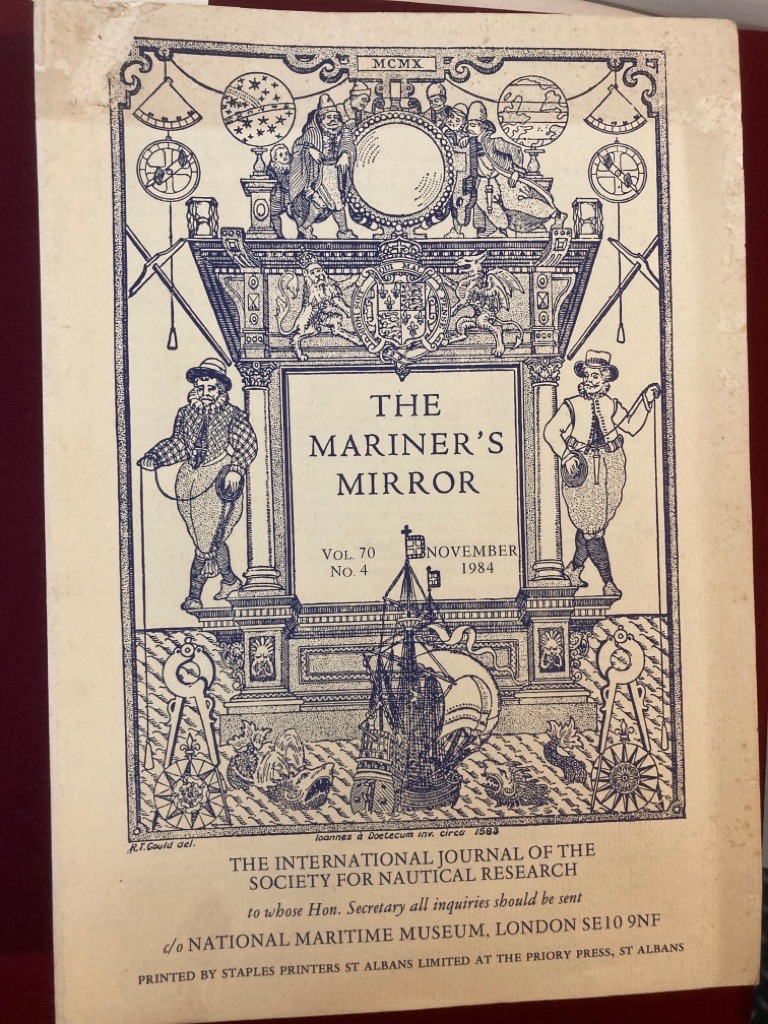 MCMX
THE
MARINER'S
MIRROR
VOL. 70 NOVEMBER
No. 4 1984
R.T. Gould del.
Ioannes à Doetecum inv. circa 1583
THE INTERNATIONAL JOURNAL OF THE
SOCIETY FOR NAUTICAL RESEARCH
to whose Hon. Secretary all inquiries should be sent
c/o NATIONAL MARITIME MUSEUM, LONDON SE10 9NF
PRINTED BY STAPLES PRINTERS ST ALBANS LIMITED AT THE PRIORY PRESS, ST ALBANS